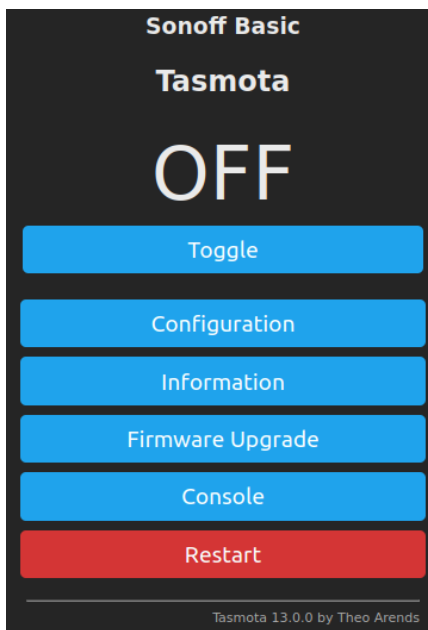 Sonoff Basic
Tasmota
OFF
Toggle
Configuration
Information
Firmware Upgrade
Console
Restart
Tasmota 13.0.0 by Theo Arends